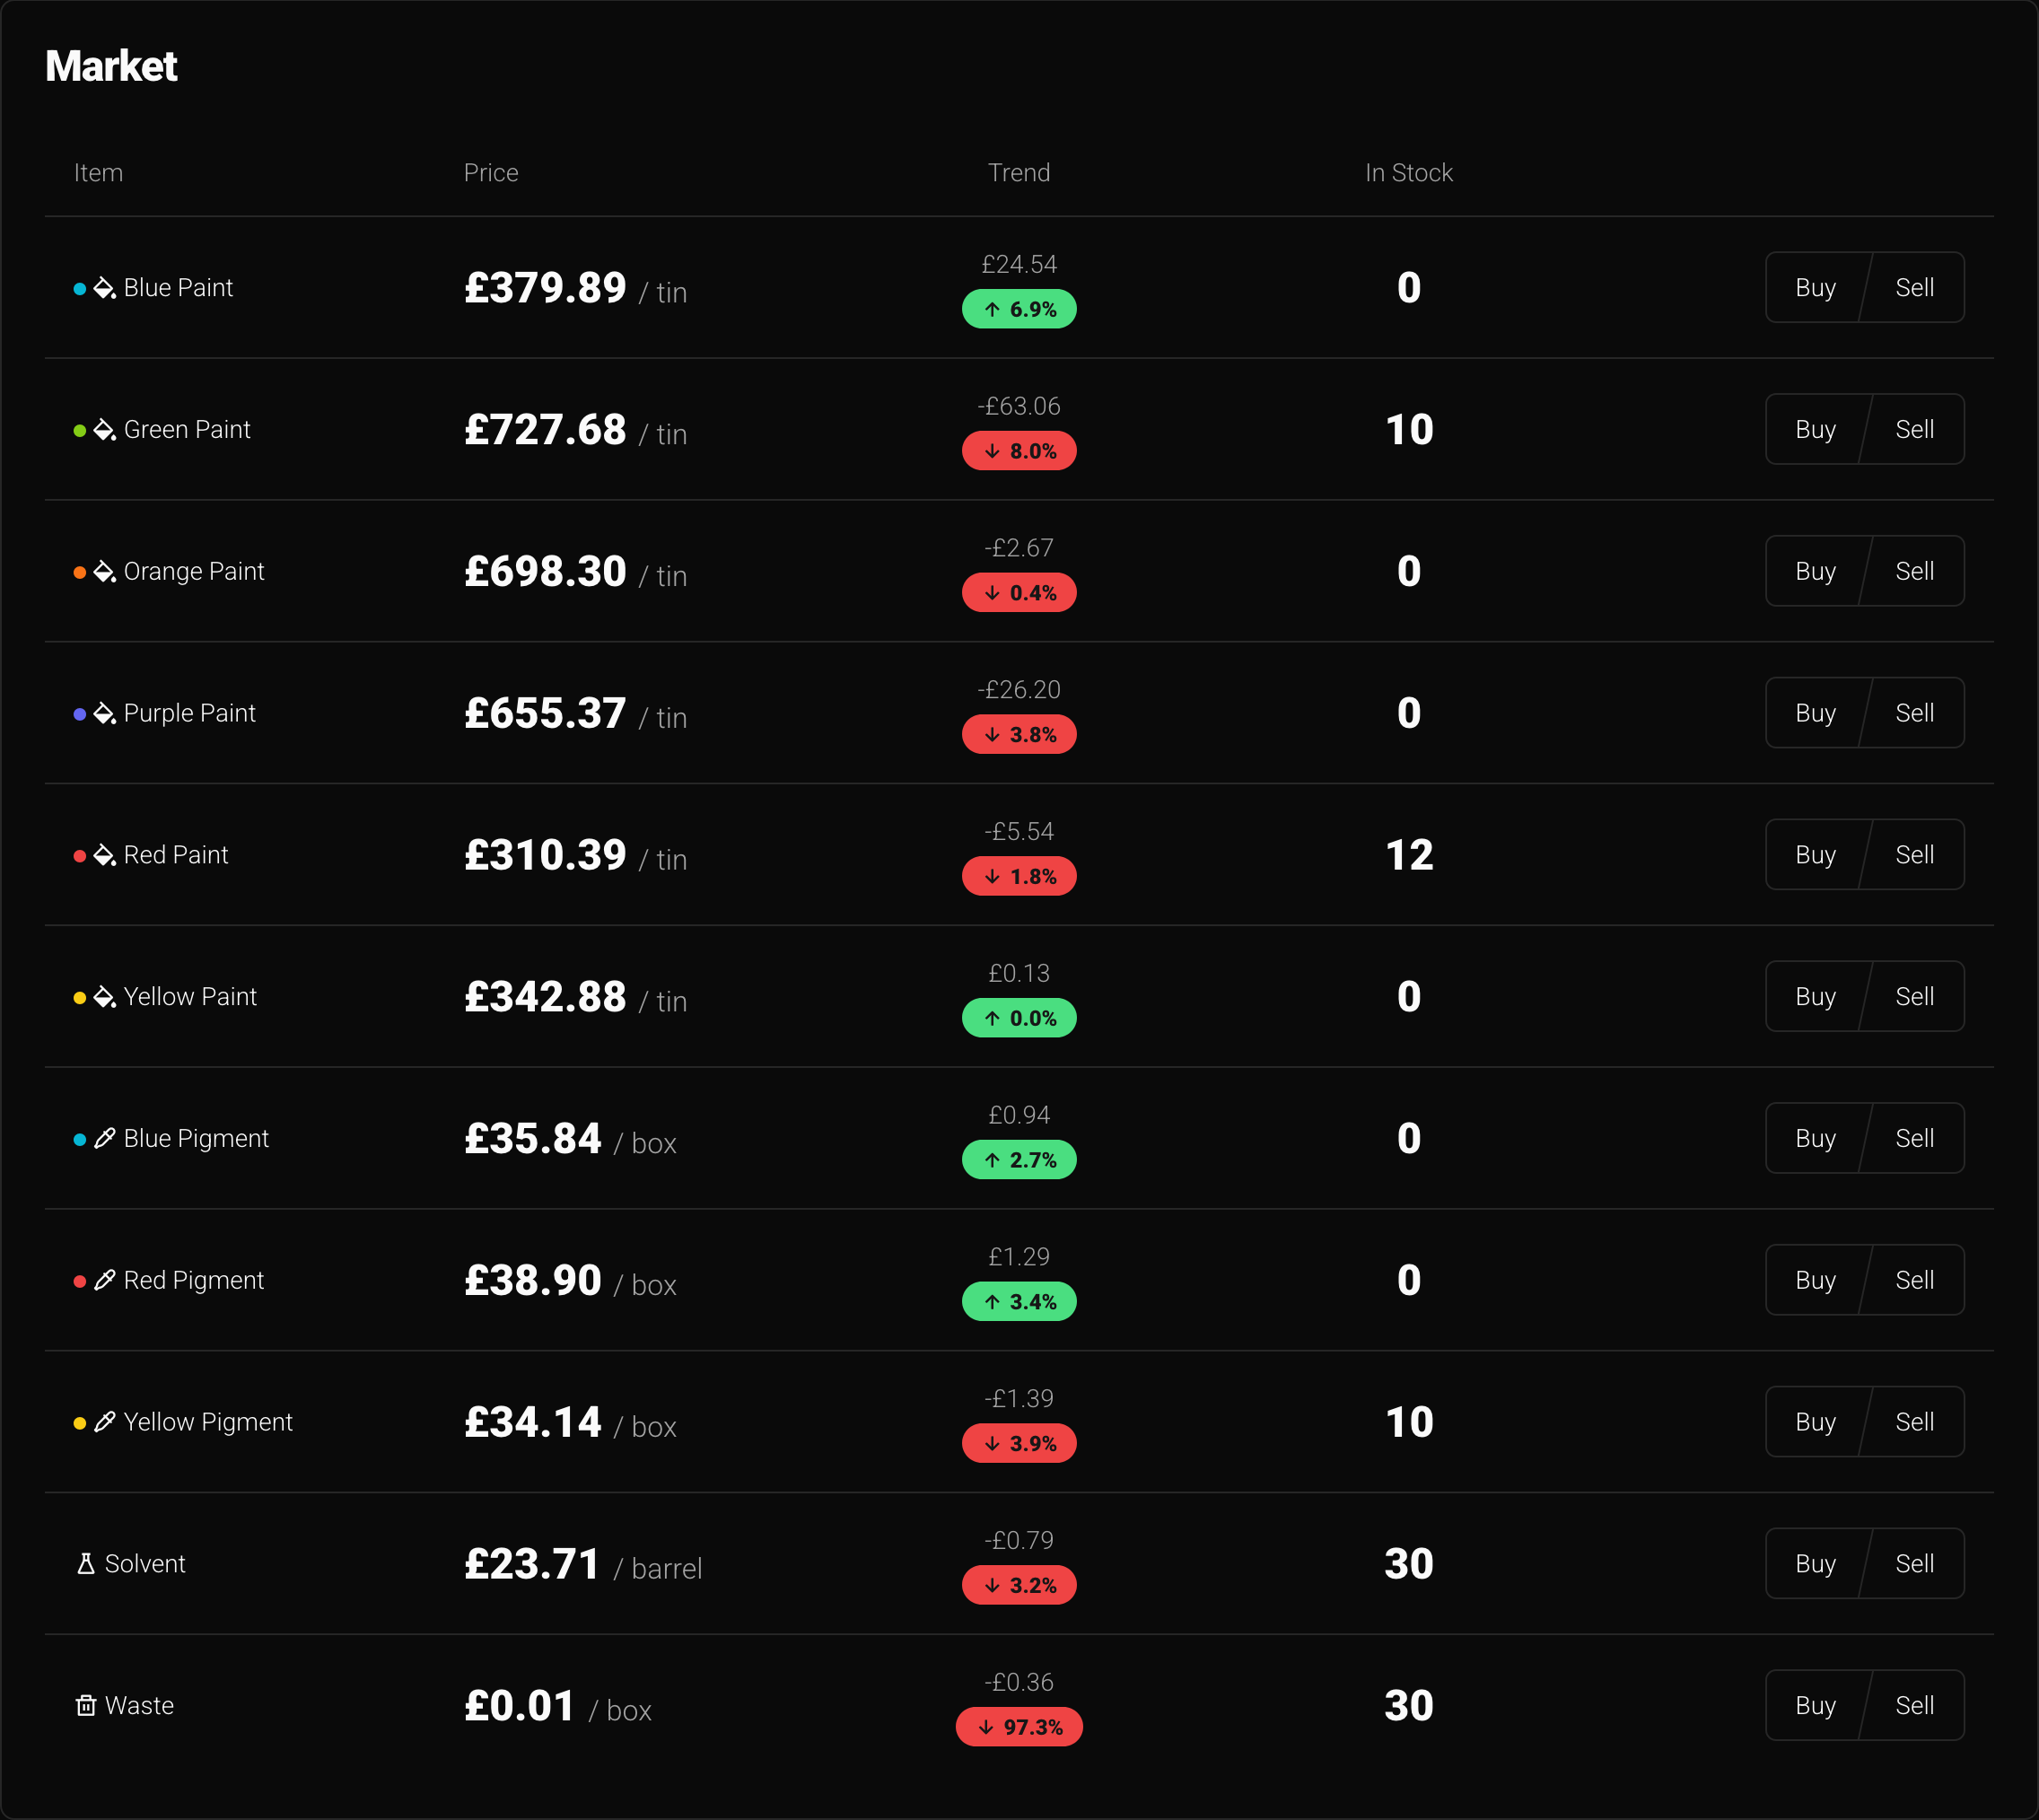 Market
Item Price Trend In Stock
Blue Paint £379.89 / tin £24.54 ↑ 6.9% 0 Buy Sell
Green Paint £727.68 / tin -£63.06 ↓ 8.0% 10 Buy Sell
Orange Paint £698.30 / tin -£2.67 ↓ 0.4% 0 Buy Sell
Purple Paint £655.37 / tin -£26.20 ↓ 3.8% 0 Buy Sell
Red Paint £310.39 / tin -£5.54 ↓ 1.8% 12 Buy Sell
Yellow Paint £342.88 / tin £0.13 ↑ 0.0% 0 Buy Sell
Blue Pigment £35.84 / box £0.94 ↑ 2.7% 0 Buy Sell
Red Pigment £38.90 / box £1.29 ↑ 3.4% 0 Buy Sell
Yellow Pigment £34.14 / box -£1.39 ↓ 3.9% 10 Buy Sell
Solvent £23.71 / barrel -£0.79 ↓ 3.2% 30 Buy Sell
Waste £0.01 / box -£0.36 ↓ 97.3% 30 Buy Sell